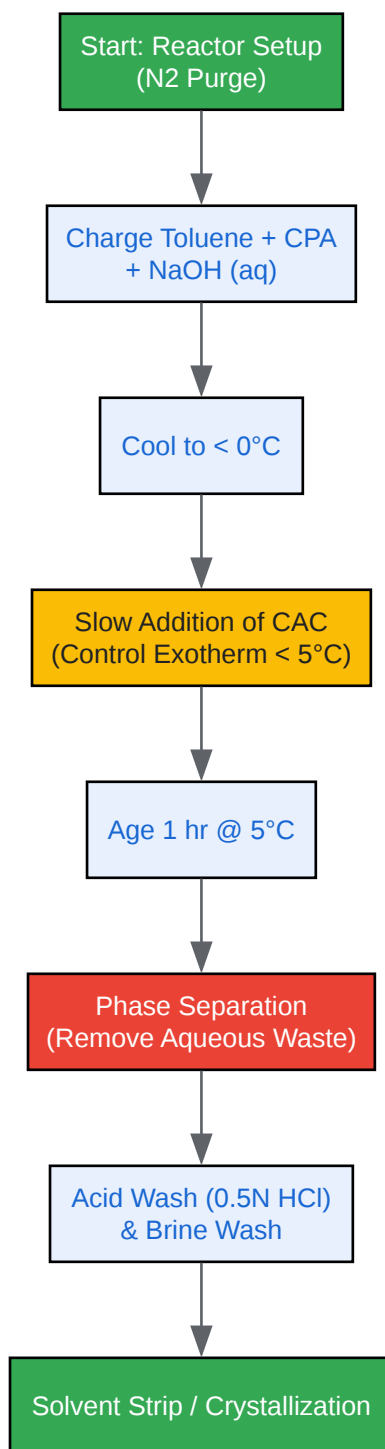 Start: Reactor Setup
(N2 Purge)
Charge Toluene + CPA
+ NaOH (aq)
Cool to < 0°C
Slow Addition of CAC
(Control Exotherm < 5°C)
Age 1 hr @ 5°C
Phase Separation
(Remove Aqueous Waste)
Acid Wash (0.5N HCl)
& Brine Wash
Solvent Strip / Crystallization